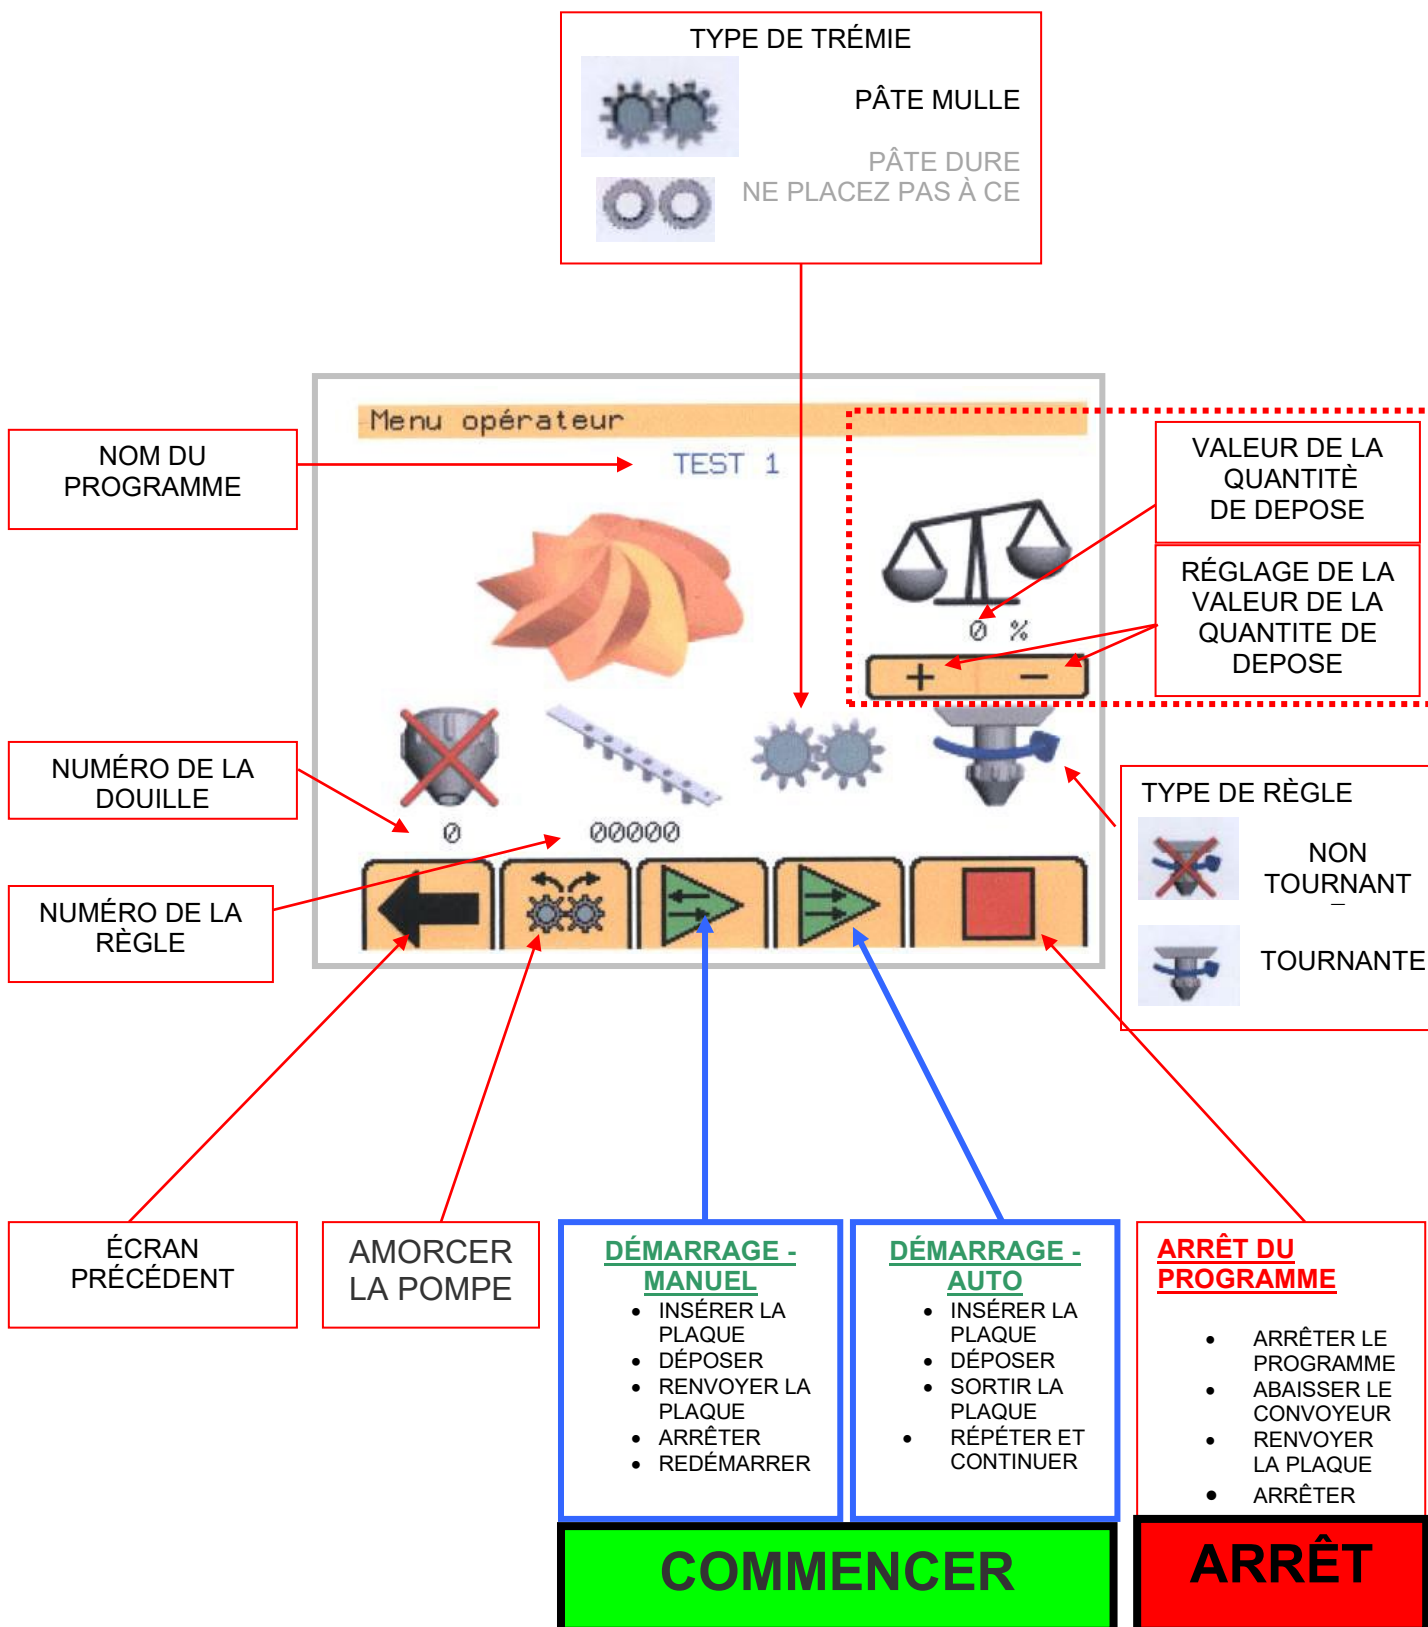 TYPE DE TRÉMIE
PÂTE MULLE
PÂTE DURE
NE PLACEZ PAS À CE
Menu opérateur
TEST 1
NOM DU
PROGRAMME
VALEUR DE LA
QUANTITÈ
DE DEPOSE
RÉGLAGE DE LA
VALEUR DE LA
QUANTITE DE
DEPOSE
0 %
+ −
NUMÉRO DE LA
DOUILLE
0
00000
NUMÉRO DE LA
RÈGLE
TYPE DE RÈGLE
NON
TOURNANT
TOURNANTE
ÉCRAN
PRÉCÉDENT
AMORCER
LA POMPE
DÉMARRAGE -
MANUEL
• INSÉRER LA
PLAQUE
• DÉPOSER
• RENVOYER LA
PLAQUE
• ARRÊTER
• REDÉMARRER
DÉMARRAGE -
AUTO
• INSÉRER LA
PLAQUE
• DÉPOSER
• SORTIR LA
PLAQUE
• RÉPÉTER ET
CONTINUER
ARRÊT DU
PROGRAMME
• ARRÊTER LE
PROGRAMME
• ABAISSER LE
CONVOYEUR
• RENVOYER
LA PLAQUE
• ARRÊTER
COMMENCER
ARRÊT